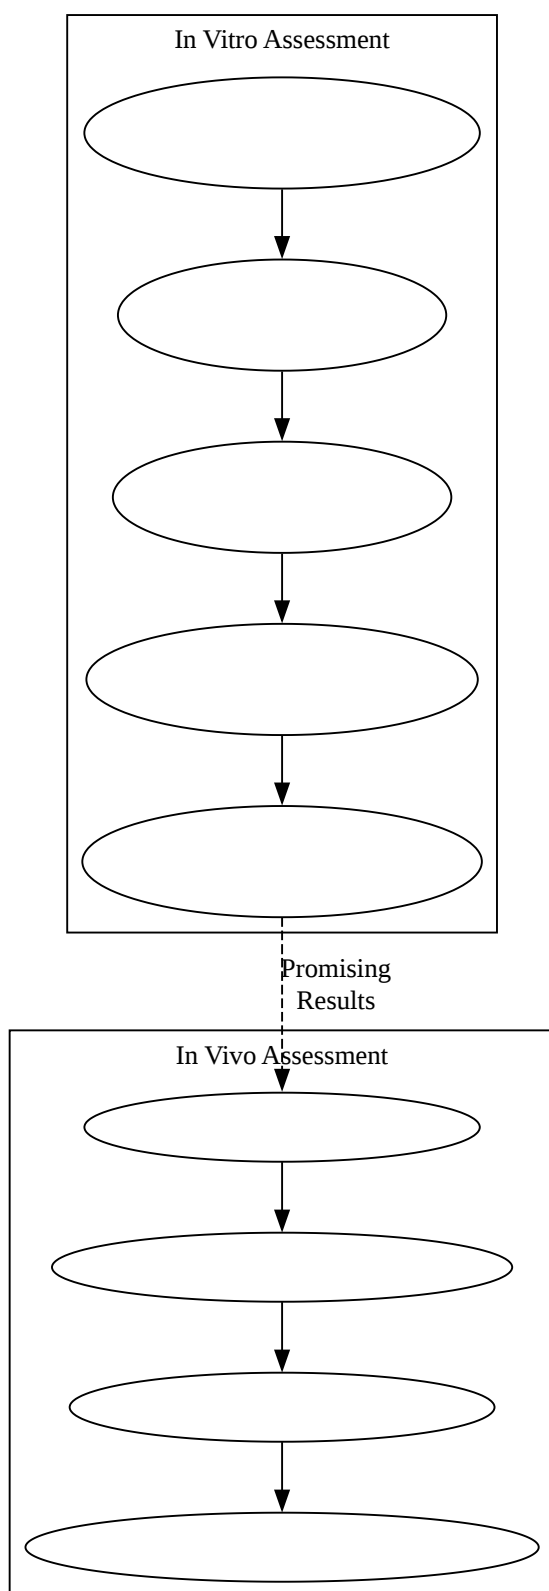 In Vitro Assessment
Promising
Results
In Vivo Assessment